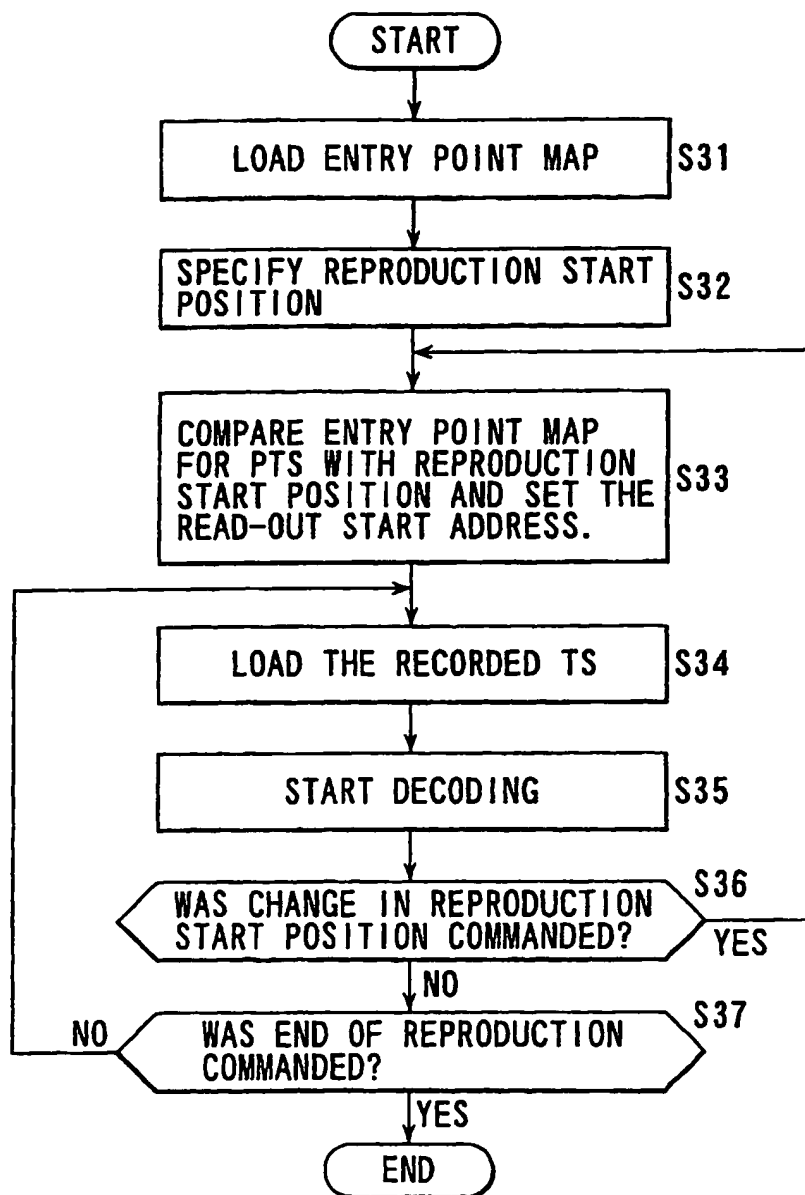 START
LOAD ENTRY POINT MAP
S31
SPECIFY REPRODUCTION START
POSITION
S32
COMPARE ENTRY POINT MAP
FOR PTS WITH REPRODUCTION
START POSITION AND SET THE
READ-OUT START ADDRESS.
S33
LOAD THE RECORDED TS
S34
START DECODING
S35
WAS CHANGE IN REPRODUCTION
START POSITION COMMANDED?
S36
YES
NO
WAS END OF REPRODUCTION
COMMANDED?
S37
NO
YES
END